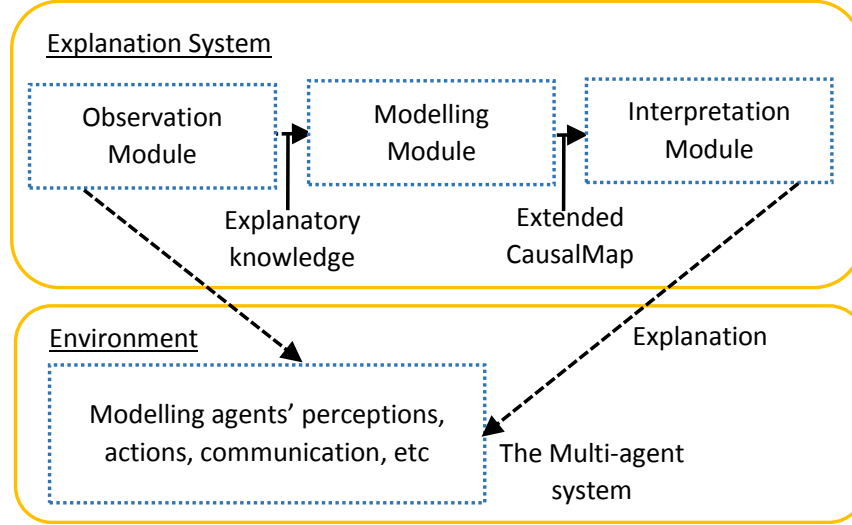 Explanation System
Observation
Module
Modelling
Module
Interpretation
Module
Explanatory
knowledge
Extended
CausalMap
Environment
Explanation
Modelling agents’ perceptions,
actions, communication, etc
The Multi-agent
system